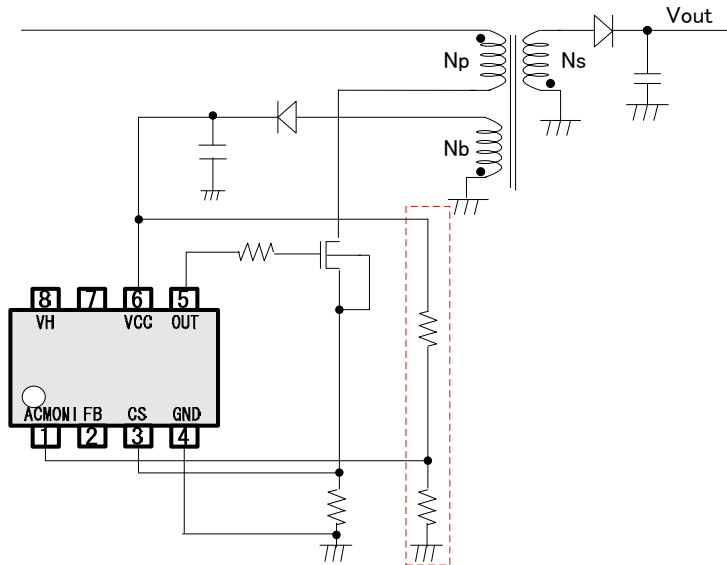 Vout
Np
Ns
Nb
8 7 6 5
VH VCC OUT
ACMONI FB CS GND
1 2 3 4